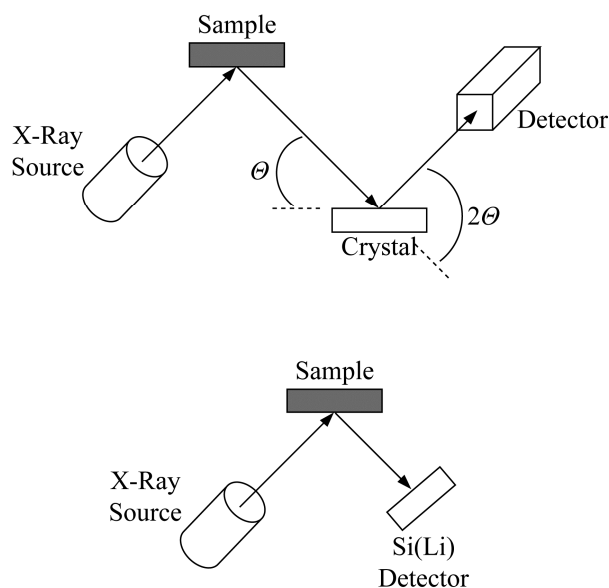 Sample
X-Ray
Source
Detector
Θ
2Θ
Crystal
Sample
X-Ray
Source
Si(Li)
Detector